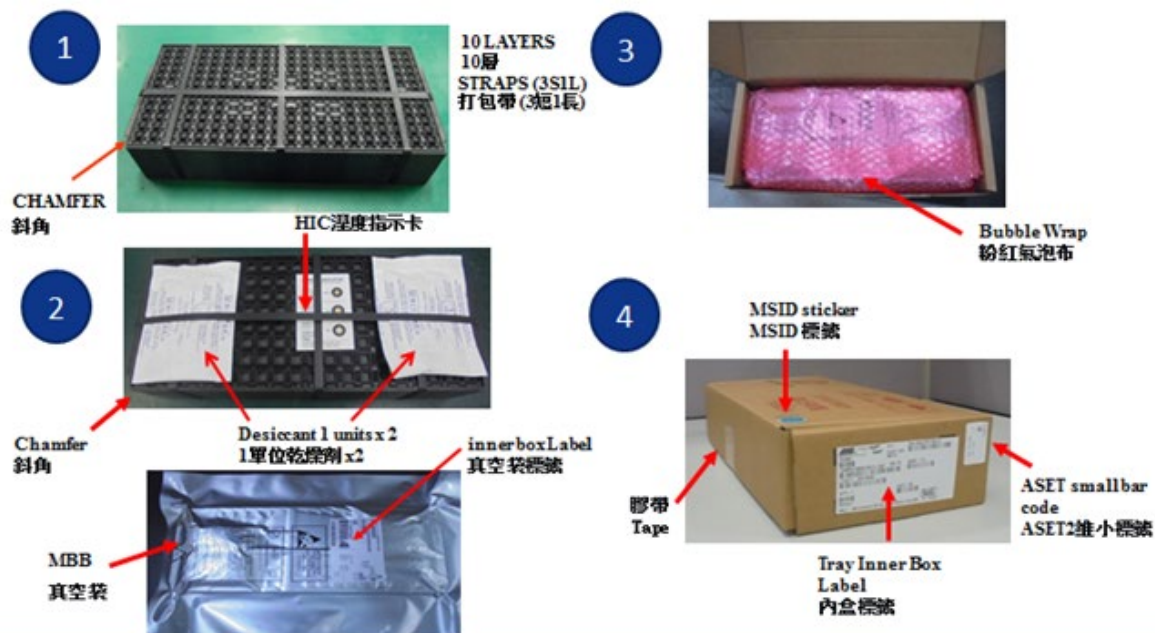 1
10 LAYERS
10層
STRAPS (3S1L)
打包帶 (3短1長)
CHAMFER
斜角
2
HIC溼度指示卡
Chamfer
斜角
Desiccant 1 units x 2
1單位乾燥劑 x2
innerbox Label
真空袋標籤
MBB
真空袋
3
Bubble Wrap
粉紅氣泡布
4
MSID sticker
MSID 標籤
膠帶
Tape
Tray Inner Box
Label
內盒標籤
ASET small bar
code
ASET2維小標籤